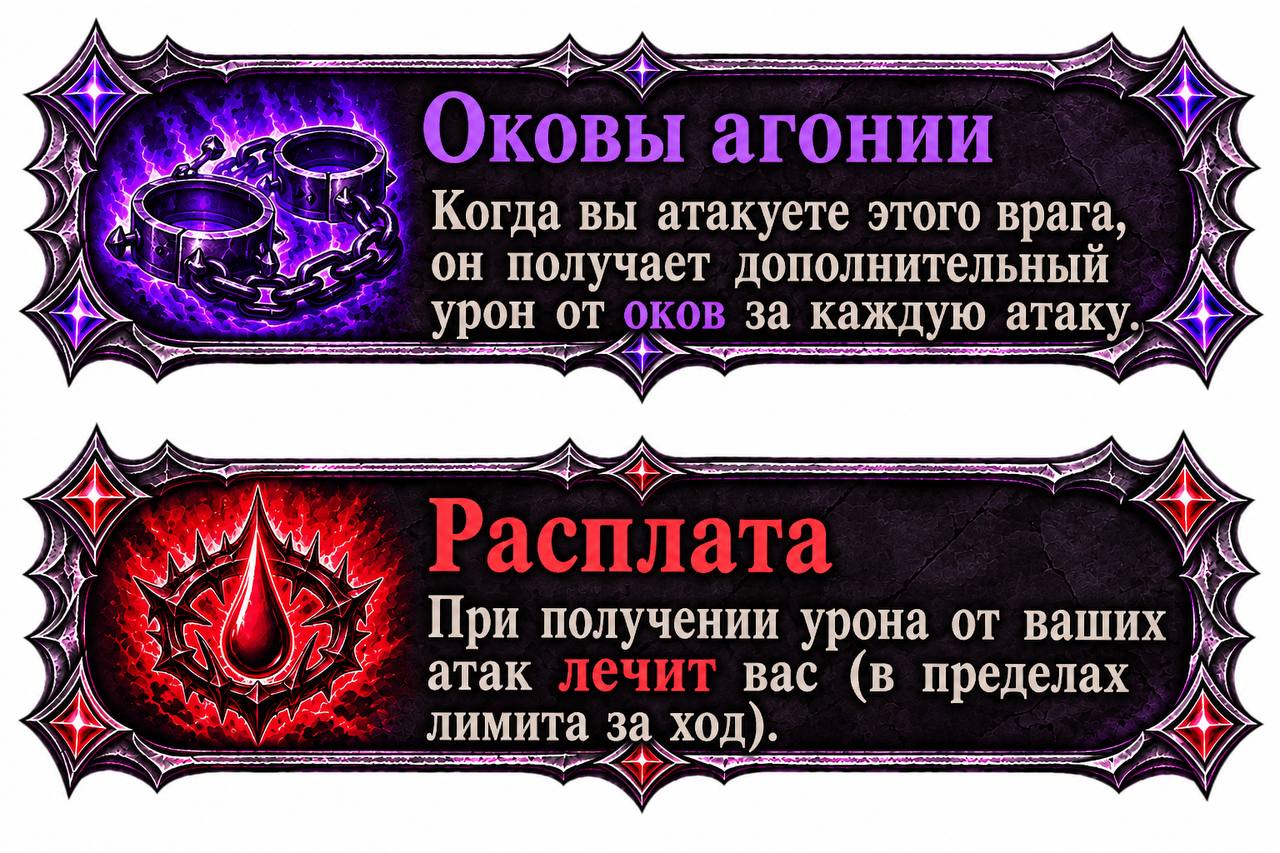 Оковы агонии
Когда вы атакуете этого врага,
он получает дополнительный
урон от оков за каждую атаку.
Расплата
При получении урона от ваших
атак лечит вас (в пределах
лимита за ход).